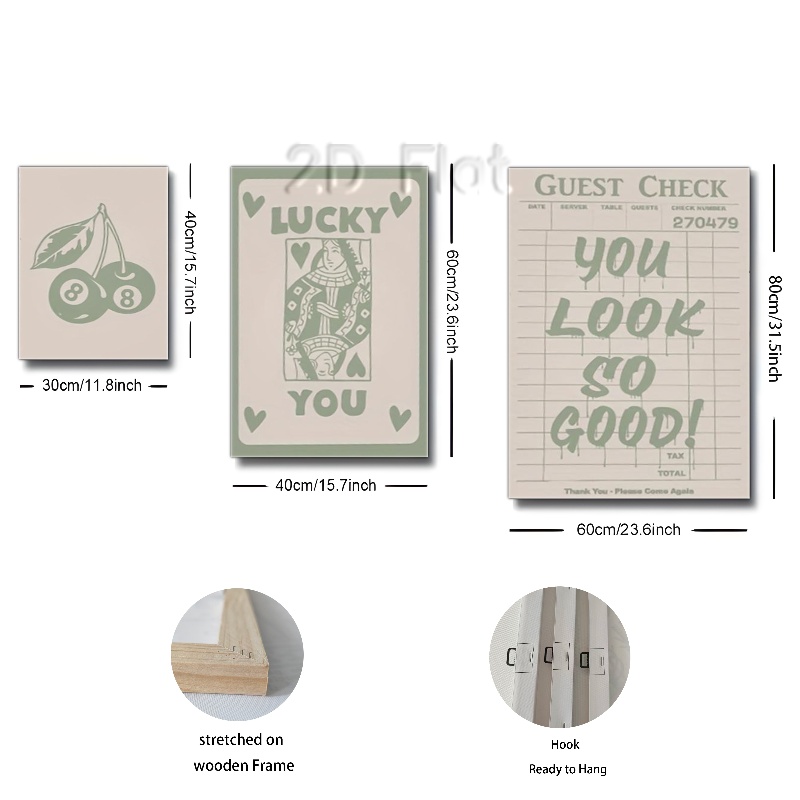 2D Flat
8
8
40cm/15.7inch
30cm/11.8inch
LUCKY
YOU
60cm/23.6inch
40cm/15.7inch
GUEST CHECK
DATE SERVER TABLE GUESTS CHECK NUMBER
270479
YOU
LOOK
SO
GOOD!
TAX
TOTAL
Thank You - Please Come Again
80cm/31.5inch
60cm/23.6inch
stretched on
wooden Frame
Hook
Ready to Hang